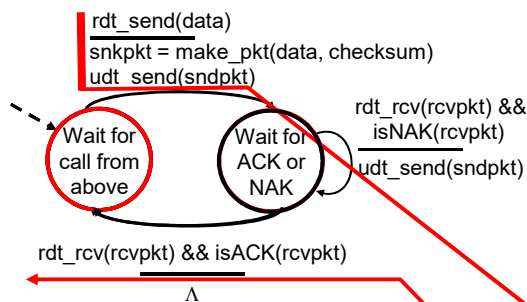 rdt_send(data)
snkpkt = make_pkt(data, checksum)
udt_send(sndpkt)
Wait for
call from
above
Wait for
ACK or
NAK
rdt_rcv(rcvpkt) &&
isNAK(rcvpkt)
udt_send(sndpkt)
rdt_rcv(rcvpkt) && isACK(rcvpkt)
Λ